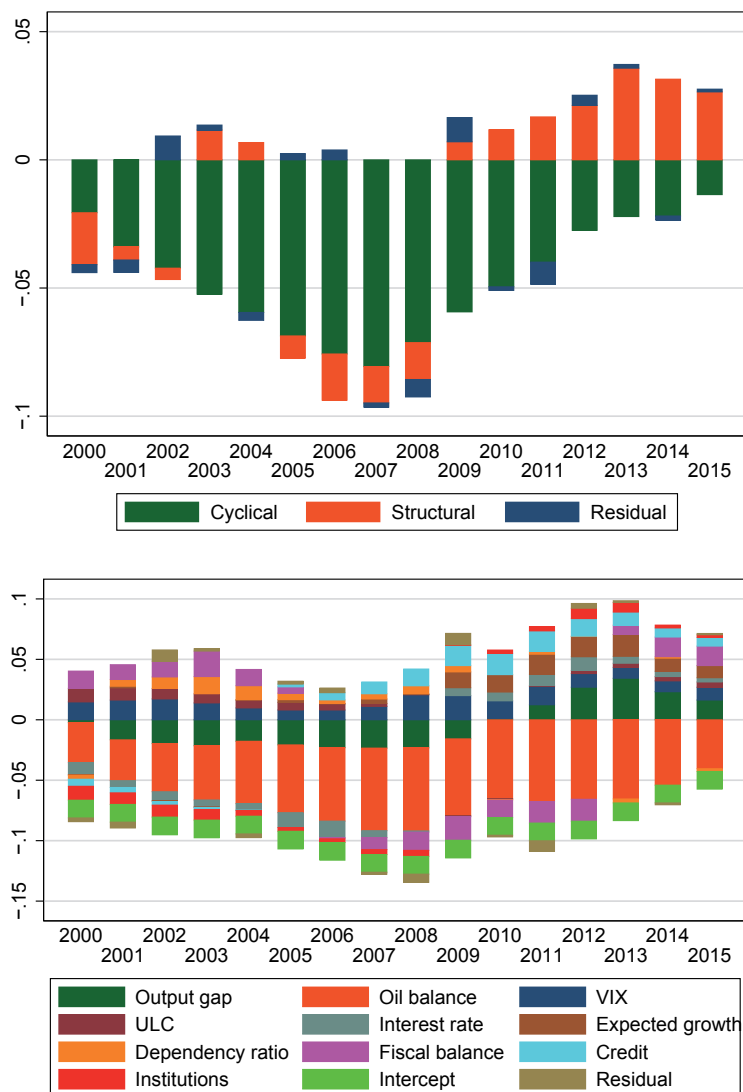 .05
0
-.05
-.1
2000 2002 2004 2006 2008 2010 2012 2014
2001 2003 2005 2007 2009 2011 2013 2015
Cyclical Structural Residual
.1
.05
0
-.05
-.1
-.15
2000 2002 2004 2006 2008 2010 2012 2014
2001 2003 2005 2007 2009 2011 2013 2015
Output gap Oil balance VIX
ULC Interest rate Expected growth
Dependency ratio Fiscal balance Credit
Institutions Intercept Residual